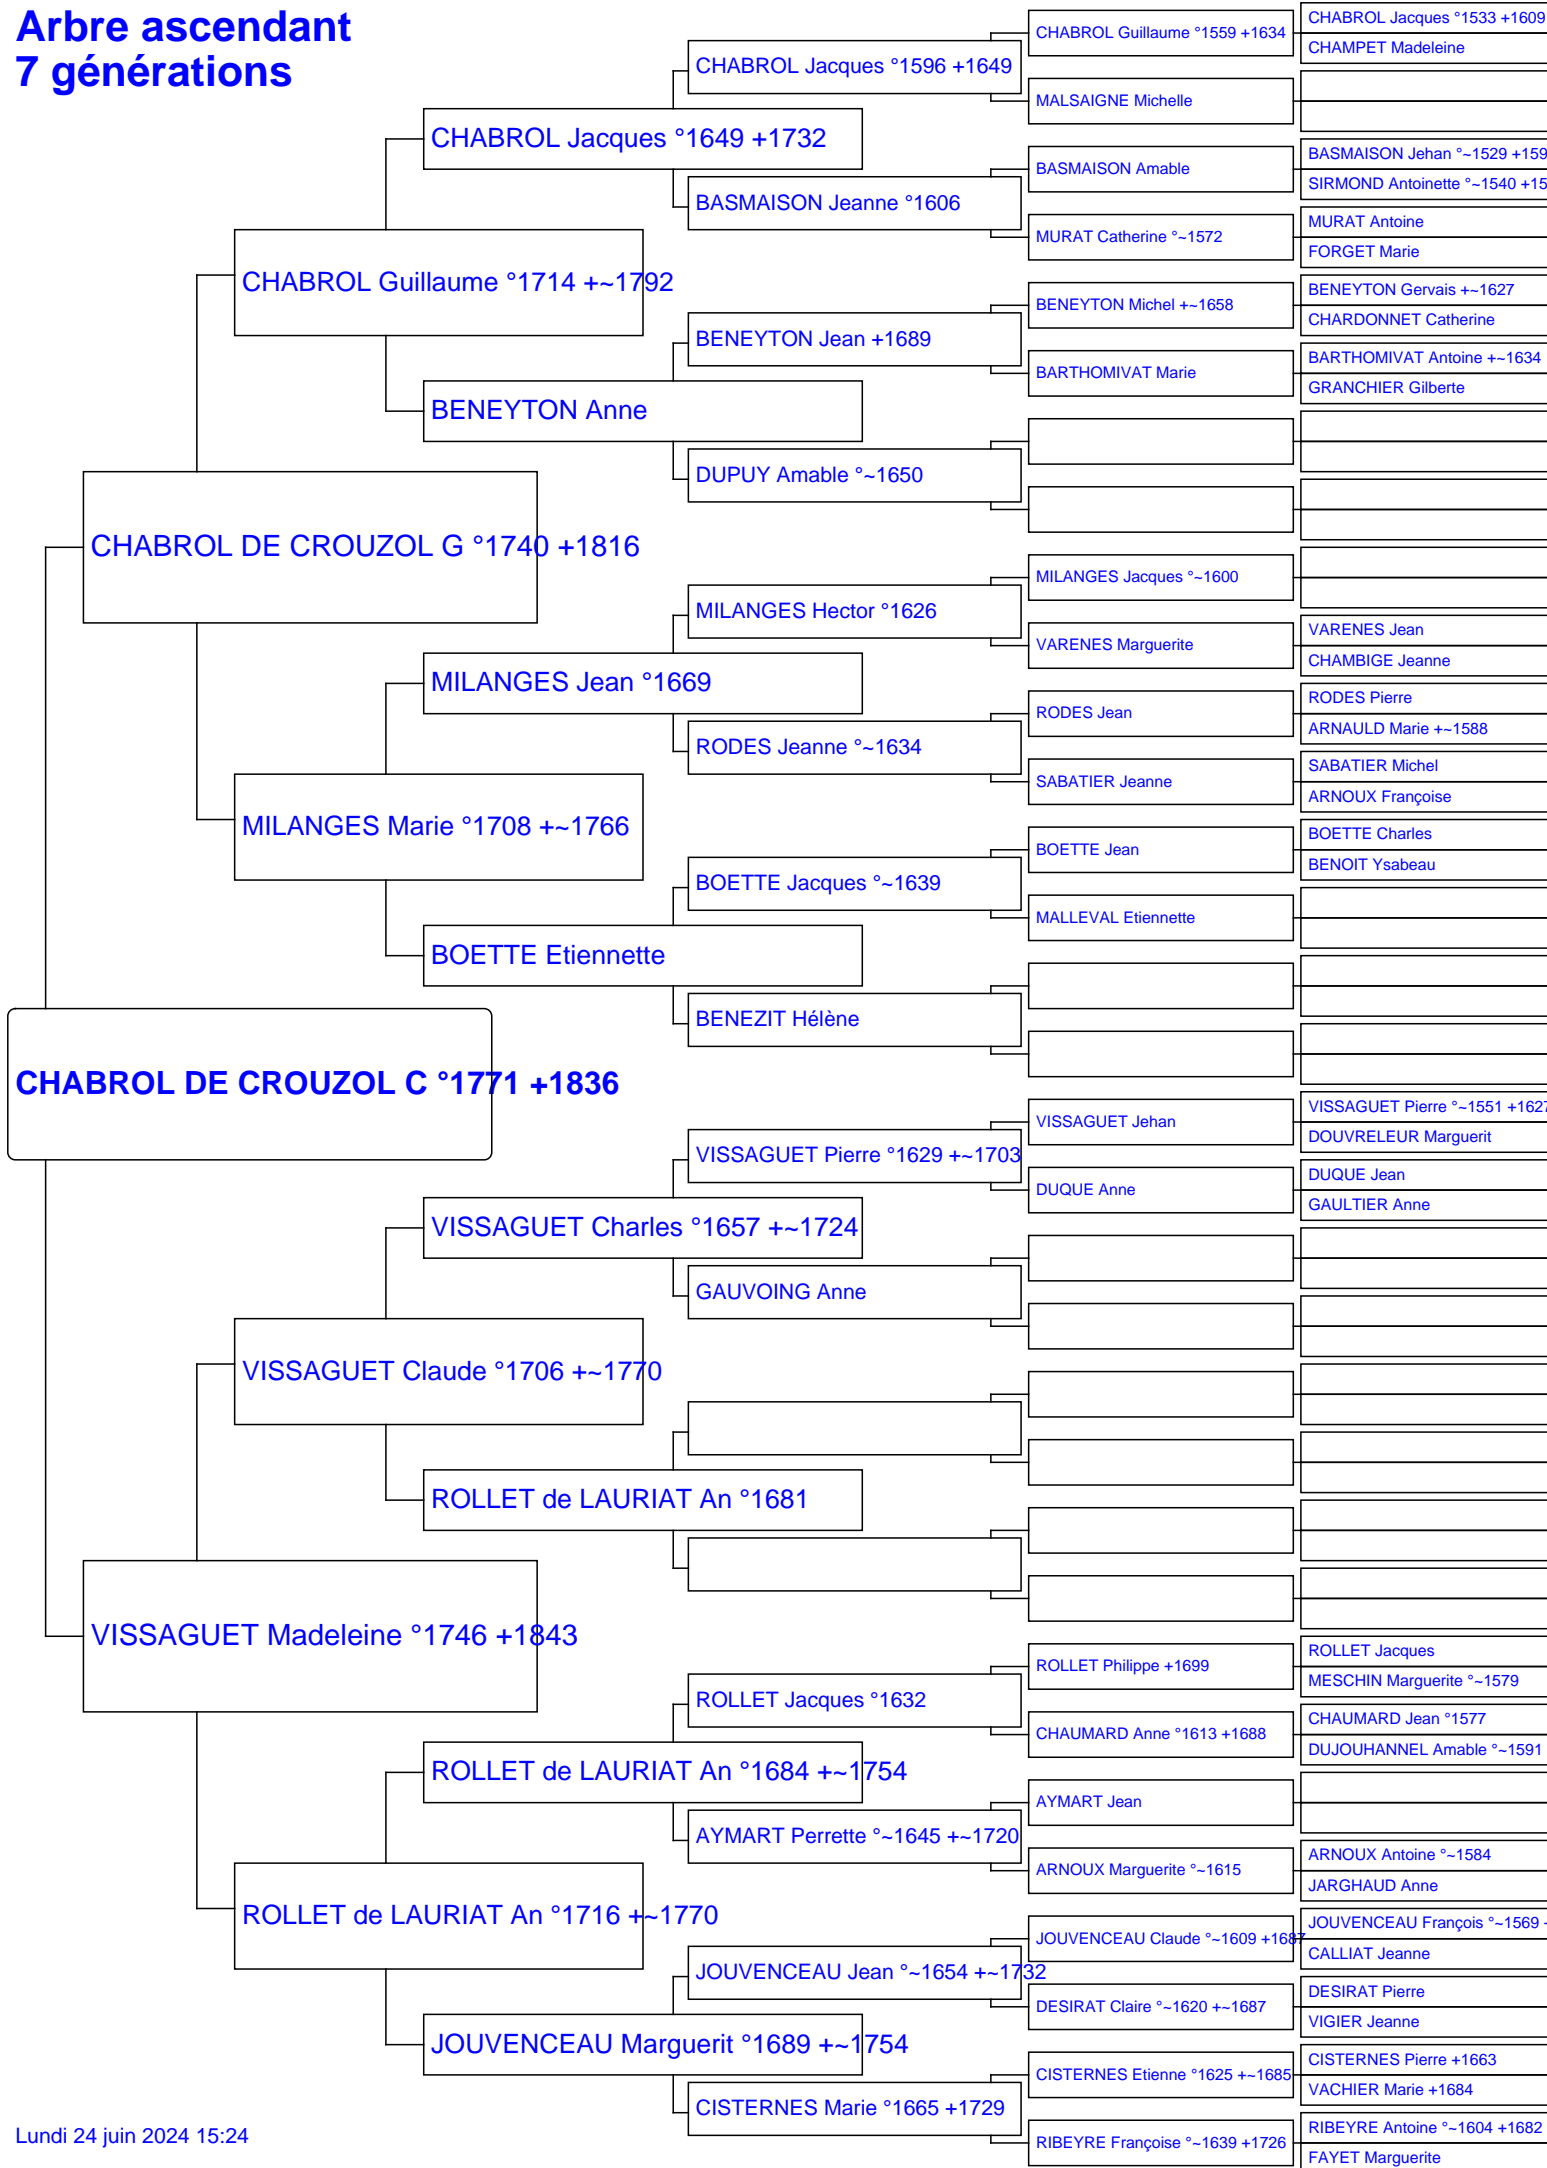 Arbre ascendant
7 générations
CHABROL Guillaume °1559 +1634
CHABROL Jacques °1533 +1609
CHAMPET Madeleine
CHABROL Jacques °1596 +1649
MALSAIGNE Michelle
CHABROL Jacques °1649 +1732
BASMAISON Amable
BASMAISON Jehan °~1529 +159
SIRMOND Antoinette °~1540 +15
BASMAISON Jeanne °1606
MURAT Catherine °~1572
MURAT Antoine
FORGET Marie
CHABROL Guillaume °1714 +~1792
BENEYTON Michel +~1658
BENEYTON Gervais +~1627
CHARDONNET Catherine
BENEYTON Jean +1689
BARTHOMIVAT Marie
BARTHOMIVAT Antoine +~1634
GRANCHIER Gilberte
BENEYTON Anne
DUPUY Amable °~1650
CHABROL DE CROUZOL G °1740 +1816
MILANGES Jacques °~1600
MILANGES Hector °1626
VARENES Marguerite
VARENES Jean
CHAMBIGE Jeanne
MILANGES Jean °1669
RODES Jean
RODES Pierre
ARNAULD Marie +~1588
RODES Jeanne °~1634
SABATIER Jeanne
SABATIER Michel
ARNOUX Françoise
MILANGES Marie °1708 +~1766
BOETTE Jean
BOETTE Charles
BENOIT Ysabeau
BOETTE Jacques °~1639
MALLEVAL Etiennette
BOETTE Etiennette
BENEZIT Hélène
CHABROL DE CROUZOL C °1771 +1836
VISSAGUET Jehan
VISSAGUET Pierre °~1551 +1627
DOUVRELEUR Marguerit
VISSAGUET Pierre °1629 +~1703
DUQUE Anne
DUQUE Jean
GAULTIER Anne
VISSAGUET Charles °1657 +~1724
GAUVOING Anne
VISSAGUET Claude °1706 +~1770
ROLLET de LAURIAT An °1681
VISSAGUET Madeleine °1746 +1843
ROLLET Philippe +1699
ROLLET Jacques
MESCHIN Marguerite °~1579
ROLLET Jacques °1632
CHAUMARD Anne °1613 +1688
CHAUMARD Jean °1577
DUJOUHANNEL Amable °~1591
ROLLET de LAURIAT An °1684 +~1754
AYMART Jean
AYMART Perrette °~1645 +~1720
ARNOUX Marguerite °~1615
ARNOUX Antoine °~1584
JARGHAUD Anne
ROLLET de LAURIAT An °1716 +~1770
JOUVENCEAU Claude °~1609 +1687
JOUVENCEAU François °~1569
CALLIAT Jeanne
JOUVENCEAU Jean °~1654 +~1732
DESIRAT Claire °~1620 +~1687
DESIRAT Pierre
VIGIER Jeanne
JOUVENCEAU Marguerit °1689 +~1754
CISTERNES Etienne °1625 +~1685
CISTERNES Pierre +1663
VACHIER Marie +1684
CISTERNES Marie °1665 +1729
RIBEYRE Françoise °~1639 +1726
RIBEYRE Antoine °~1604 +1682
FAYET Marguerite
Lundi 24 juin 2024 15:24